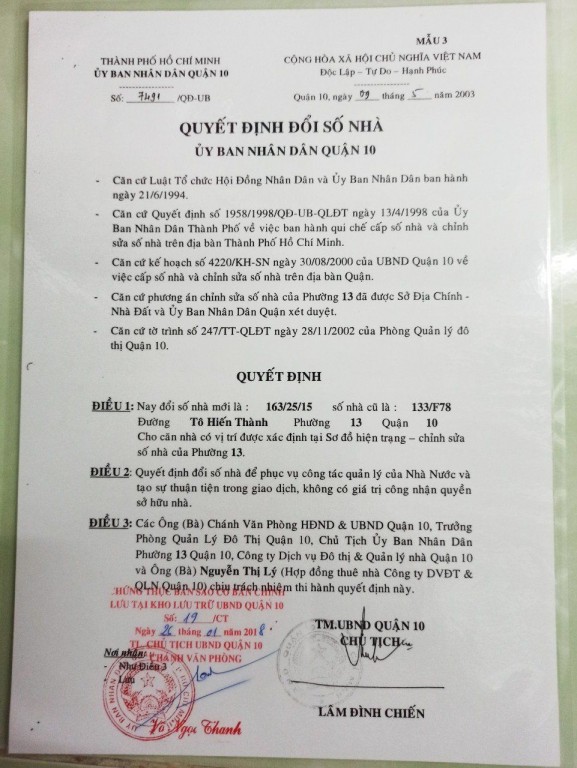 MẪU 3
THÀNH PHỐ HỒ CHÍ MINH
ỦY BAN NHÂN DÂN QUẬN 10
CỘNG HÒA XÃ HỘI CHỦ NGHĨA VIỆT NAM
Độc Lập – Tự Do – Hạnh Phúc
Số: 7491 /QĐ-UB
Quận 10, ngày 09 tháng 5 năm 2003
QUYẾT ĐỊNH ĐỔI SỐ NHÀ
ỦY BAN NHÂN DÂN QUẬN 10
- Căn cứ Luật Tổ chức Hội Đồng Nhân Dân và Ủy Ban Nhân Dân ban hành
ngày 21/6/1994.
- Căn cứ Quyết định số 1958/1998/QĐ-UB-QLĐT ngày 13/4/1998 của Ủy
Ban Nhân Dân Thành Phố về việc ban hành qui chế cấp số nhà và chỉnh
sửa số nhà trên địa bàn Thành Phố Hồ Chí Minh.
- Căn cứ kế hoạch số 4220/KH-SN ngày 30/08/2000 của UBND Quận 10 về
việc cấp số nhà và chỉnh sửa số nhà trên địa bàn Quận.
- Căn cứ phương án chỉnh sửa số nhà của Phường 13 đã được Sở Địa Chính -
Nhà Đất và Ủy Ban Nhân Dân Quận xét duyệt.
- Căn cứ tờ trình số 247/TT-QLĐT ngày 28/11/2002 của Phòng Quản lý đô
thị Quận 10.
QUYẾT ĐỊNH
ĐIỀU 1: Nay đổi số nhà mới là : 163/25/15 số nhà cũ là : 133/F78
Đường Tô Hiến Thành Phường 13 Quận 10
Cho căn nhà có vị trí được xác định tại Sơ đồ hiện trạng – chỉnh sửa
số nhà của Phường 13.
ĐIỀU 2: Quyết định đổi số nhà để phục vụ công tác quản lý của Nhà Nước và
tạo sự thuận tiện trong giao dịch, không có giá trị công nhận quyền
sở hữu nhà.
ĐIỀU 3: Các Ông (Bà) Chánh Văn Phòng HĐND & UBND Quận 10, Trưởng
Phòng Quản Lý Đô Thị Quận 10, Chủ Tịch Ủy Ban Nhân Dân
Phường 13 Quận 10, Công ty Dịch vụ Đô thị & Quản lý nhà Quận 10
và Ông (Bà) Nguyễn Thị Lý (Hợp đồng thuê nhà Công ty DVĐT &
QLN Quận 10) chịu trách nhiệm thi hành quyết định này.
CHỨNG THỰC BẢN SAO CÓ BẢN CHÍNH
LƯU TẠI KHO LƯU TRỮ UBND QUẬN 10
Số: 19 /CT
Ngày 26 tháng 01 năm 2018
TL. CHỦ TỊCH UBND QUẬN 10
CHÁNH VĂN PHÒNG
TM.UBND QUẬN 10
CHỦ TỊCH
Nơi nhận:
- Như Điều 3
- Lưu
Võ Ngọc Thanh
LÂM ĐÌNH CHIẾN